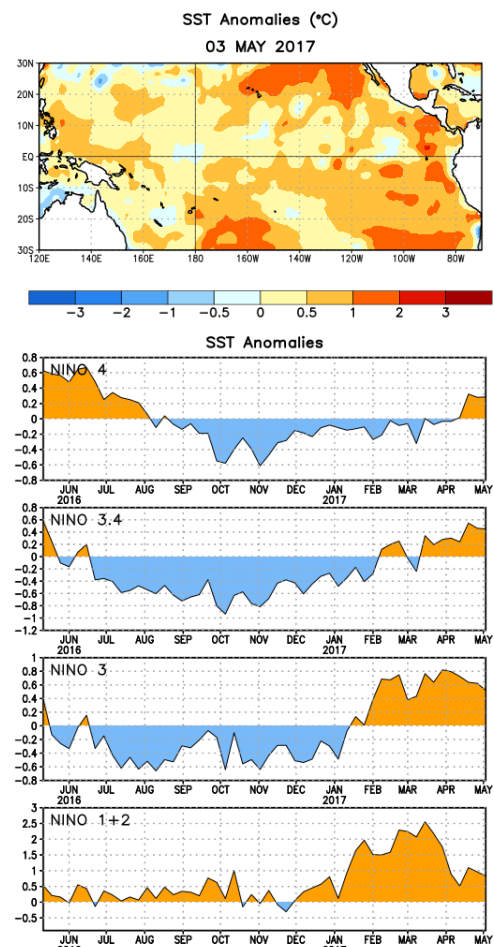 SST Anomalies (°C)
03 MAY 2017
30N
20N
10N
EQ
10S
20S
30S
120E 140E 160E 180 160W 140W 120W 100W 80W
-3 -2 -1 -0.5 0 0.5 1 2 3
SST Anomalies
NINO 4
0.8
0.6
0.4
0.2
0
-0.2
-0.4
-0.6
-0.8
JUN JUL AUG SEP OCT NOV DEC JAN FEB MAR APR MAY
2016 2017
NINO 3.4
0.8
0.6
0.4
0.2
0
-0.2
-0.4
-0.6
-0.8
-1
-1.2
JUN JUL AUG SEP OCT NOV DEC JAN FEB MAR APR MAY
2016 2017
NINO 3
1
0.8
0.6
0.4
0.2
0
-0.2
-0.4
-0.6
-0.8
JUN JUL AUG SEP OCT NOV DEC JAN FEB MAR APR MAY
2016 2017
NINO 1+2
3
2.5
2
1.5
1
0.5
0
-0.5
JUN JUL AUG SEP OCT NOV DEC JAN FEB MAR APR MAY